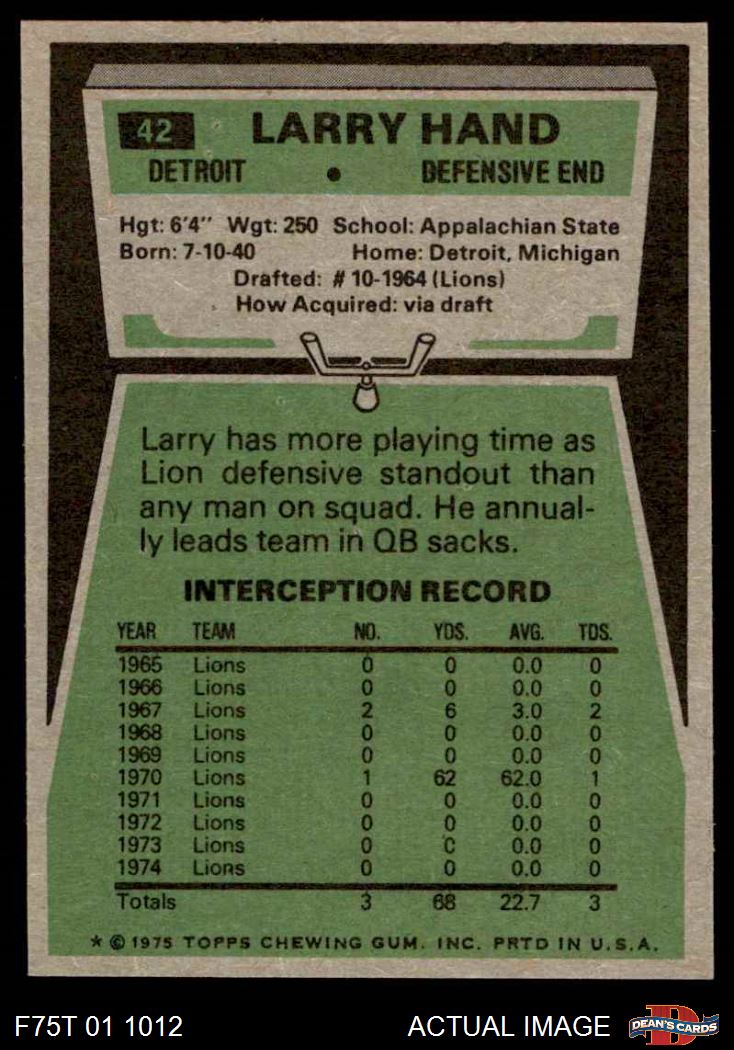 42 LARRY HAND
DETROIT • DEFENSIVE END
Hgt: 6'4" Wgt: 250 School: Appalachian State
Born: 7-10-40 Home: Detroit, Michigan
Drafted: # 10-1964 (Lions)
How Acquired: via draft
Larry has more playing time as
Lion defensive standout than
any man on squad. He annual-
ly leads team in QB sacks.
INTERCEPTION RECORD
YEAR TEAM NO. YDS. AVG. TDS.
1965 Lions 0 0 0.0 0
1966 Lions 0 0 0.0 0
1967 Lions 2 6 3.0 2
1968 Lions 0 0 0.0 0
1969 Lions 0 0 0.0 0
1970 Lions 1 62 62.0 1
1971 Lions 0 0 0.0 0
1972 Lions 0 0 0.0 0
1973 Lions 0 0 0.0 0
1974 Lions 0 0 0.0 0
Totals 3 68 22.7 3
* © 1975 TOPPS CHEWING GUM. INC. PRTD IN U.S.A.
F75T 01 1012 ACTUAL IMAGE D DEAN'S CARDS